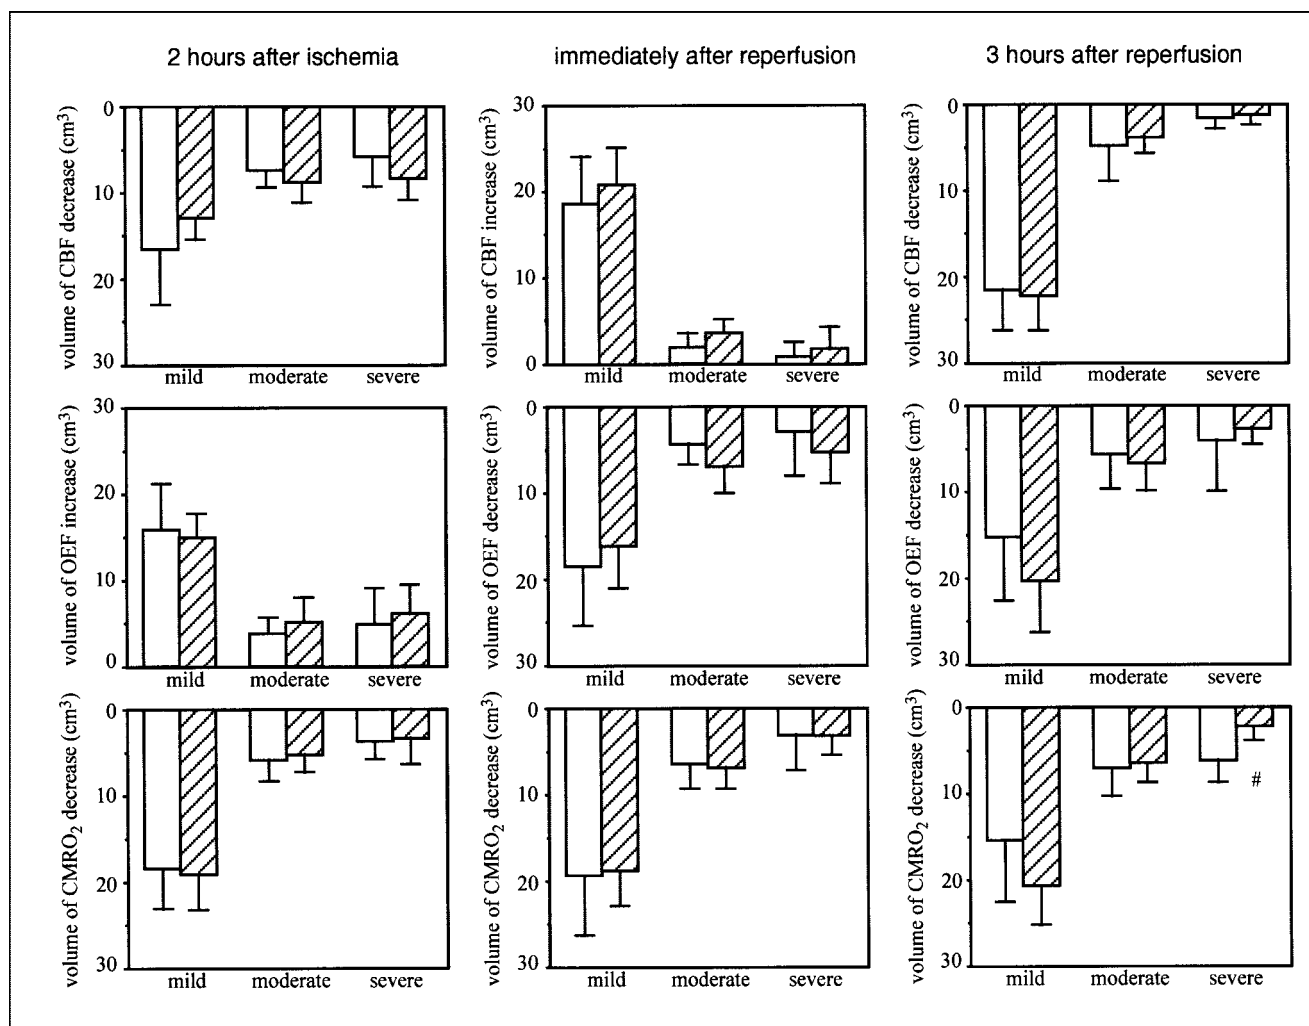 2 hours after ischemia
immediately after reperfusion
3 hours after reperfusion
volume of CBF decrease (cm³)
0
10
20
30
mild moderate severe
volume of CBF increase (cm³)
30
20
10
0
mild moderate severe
volume of CBF decrease (cm³)
0
10
20
30
mild moderate severe
volume of OEF increase (cm³)
30
20
10
0
mild moderate severe
volume of OEF decrease (cm³)
0
10
20
30
mild moderate severe
volume of OEF decrease (cm³)
0
10
20
30
mild moderate severe
volume of CMRO₂ decrease (cm³)
0
10
20
30
mild moderate severe
volume of CMRO₂ decrease (cm³)
0
10
20
30
mild moderate severe
volume of CMRO₂ decrease (cm³)
0
10
20
30
#
mild moderate severe